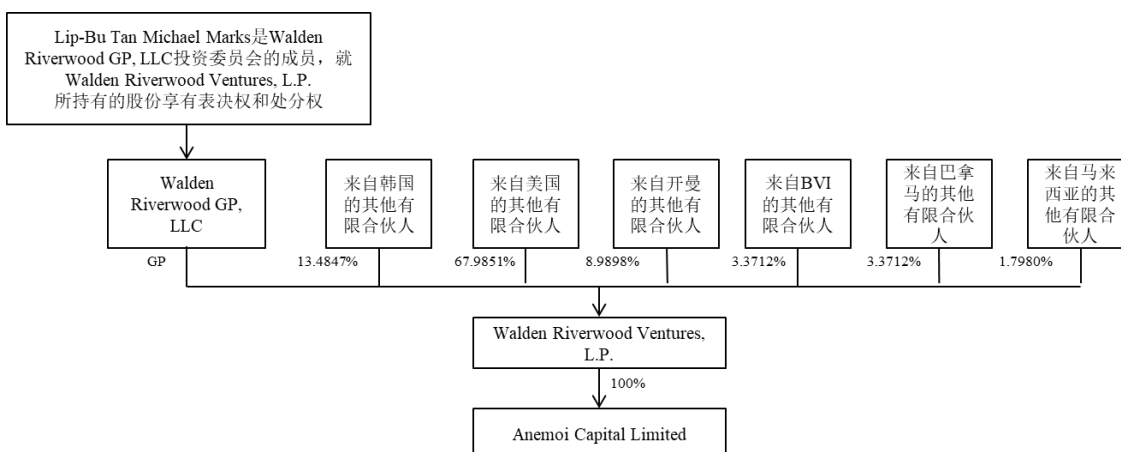 Lip-Bu Tan Michael Marks是Walden
Riverwood GP, LLC投资委员会的成员，就
Walden Riverwood Ventures, L.P.
所持有的股份享有表决权和处分权
Walden
Riverwood GP,
LLC
来自韩国
的其他有
限合伙人
来自美国
的其他有
限合伙人
来自开曼
的其他有
限合伙人
来自BVI
的其他有
限合伙人
来自巴拿
马的其他
有限合伙
人
来自马来
西亚的其
他有限合
伙人
GP
13.4847%
67.9851%
8.9898%
3.3712%
3.3712%
1.7980%
Walden Riverwood Ventures,
L.P.
100%
Anemoi Capital Limited